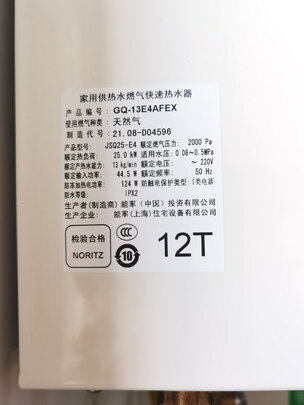 家用供热水燃气快速热水器
产品编号： GQ-13E4AFEX
使用燃气种类： 天然气
制造代号： 21.08-D04596
产品型号： JSQ25-E4 额定燃气压力： 2000 Pa
额定热负荷： 25.0 kW 适用水压： 0.08~0.5MPa
额定产热水能力： 13 kg/min 额定电压： ~ 220V
额定输入功率： 44.5 W 额定频率： 50 Hz
防冻加热电功率： 124 W 防触电保护类型：I类电器
防水等级： IPX2
生产者(制造商)：能率（中国）投资有限公司
生产企业： 能率(上海)住宅设备有限公司
检验合格
NORITZ
CCC
10
12T